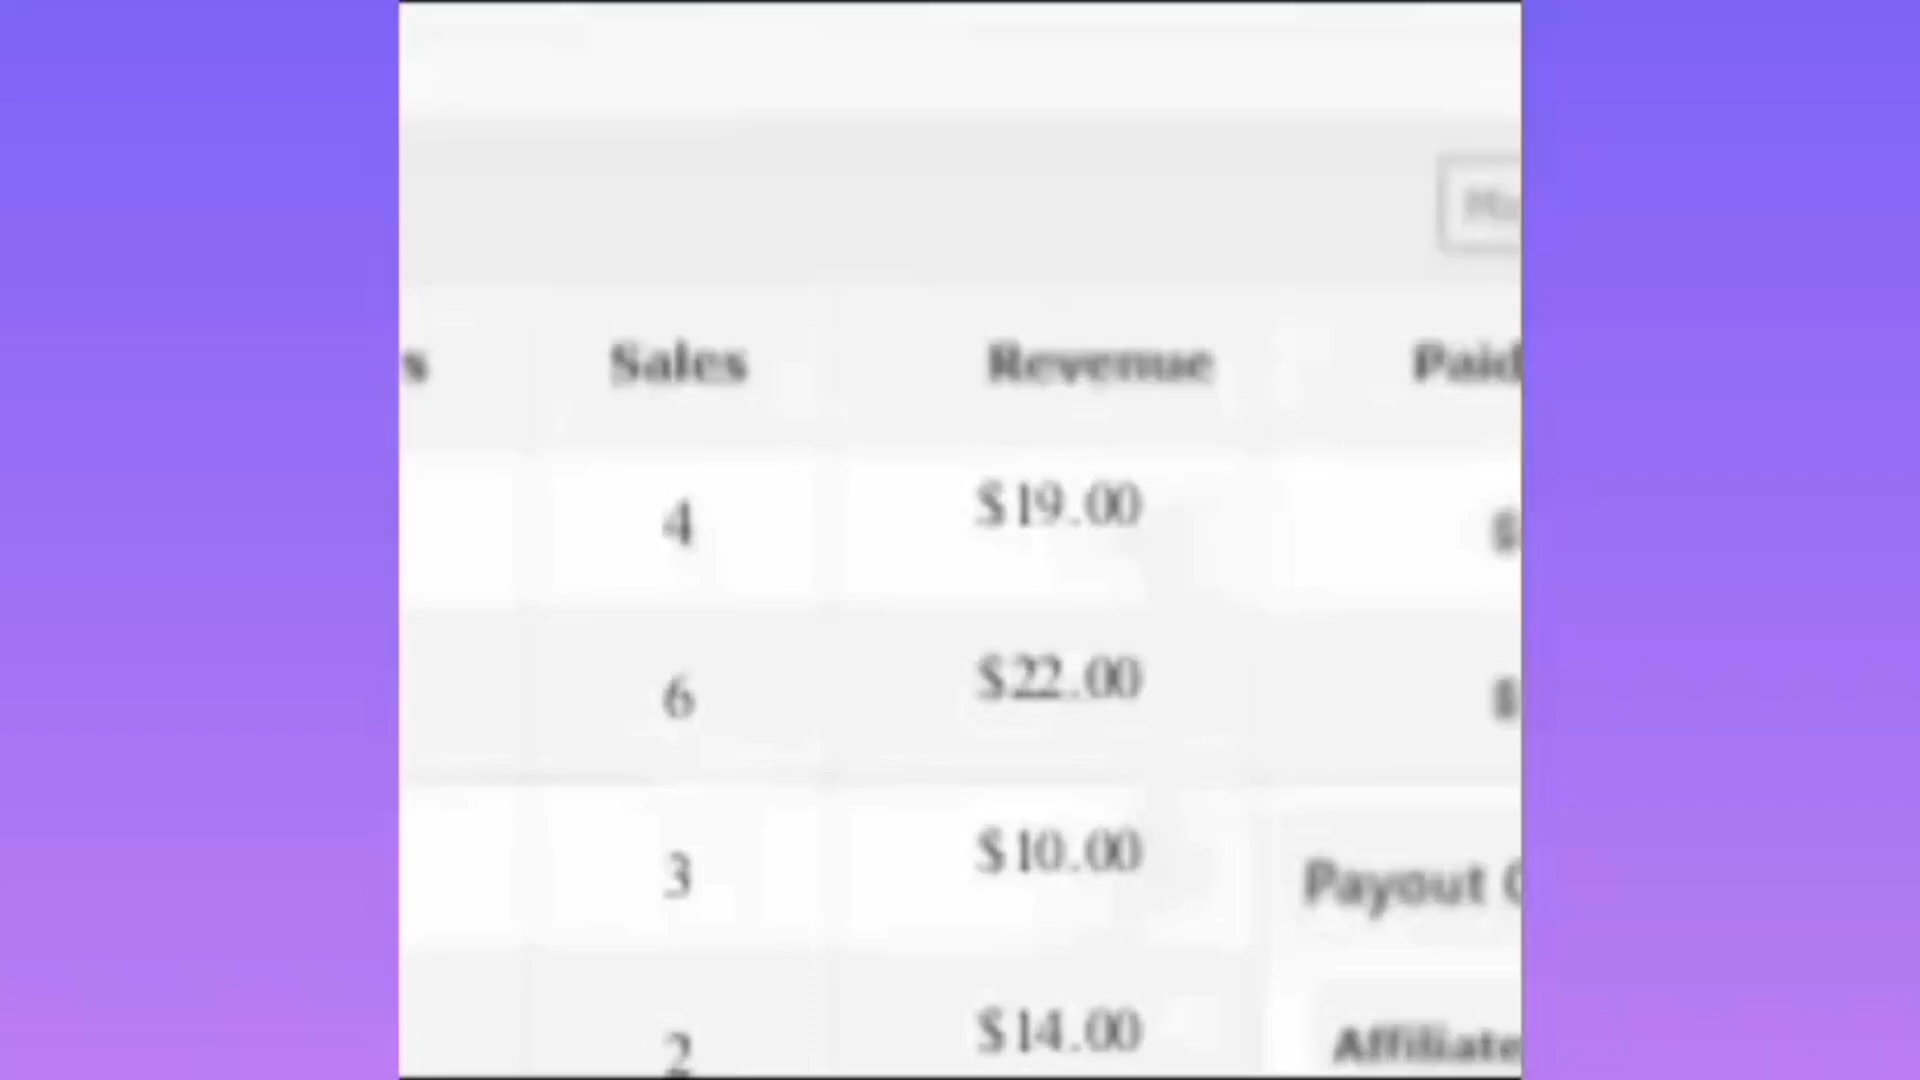 s Sales Revenue Paid
4 $19.00 $
6 $22.00 $
3 $10.00
Payout
2 $14.00
Affiliate